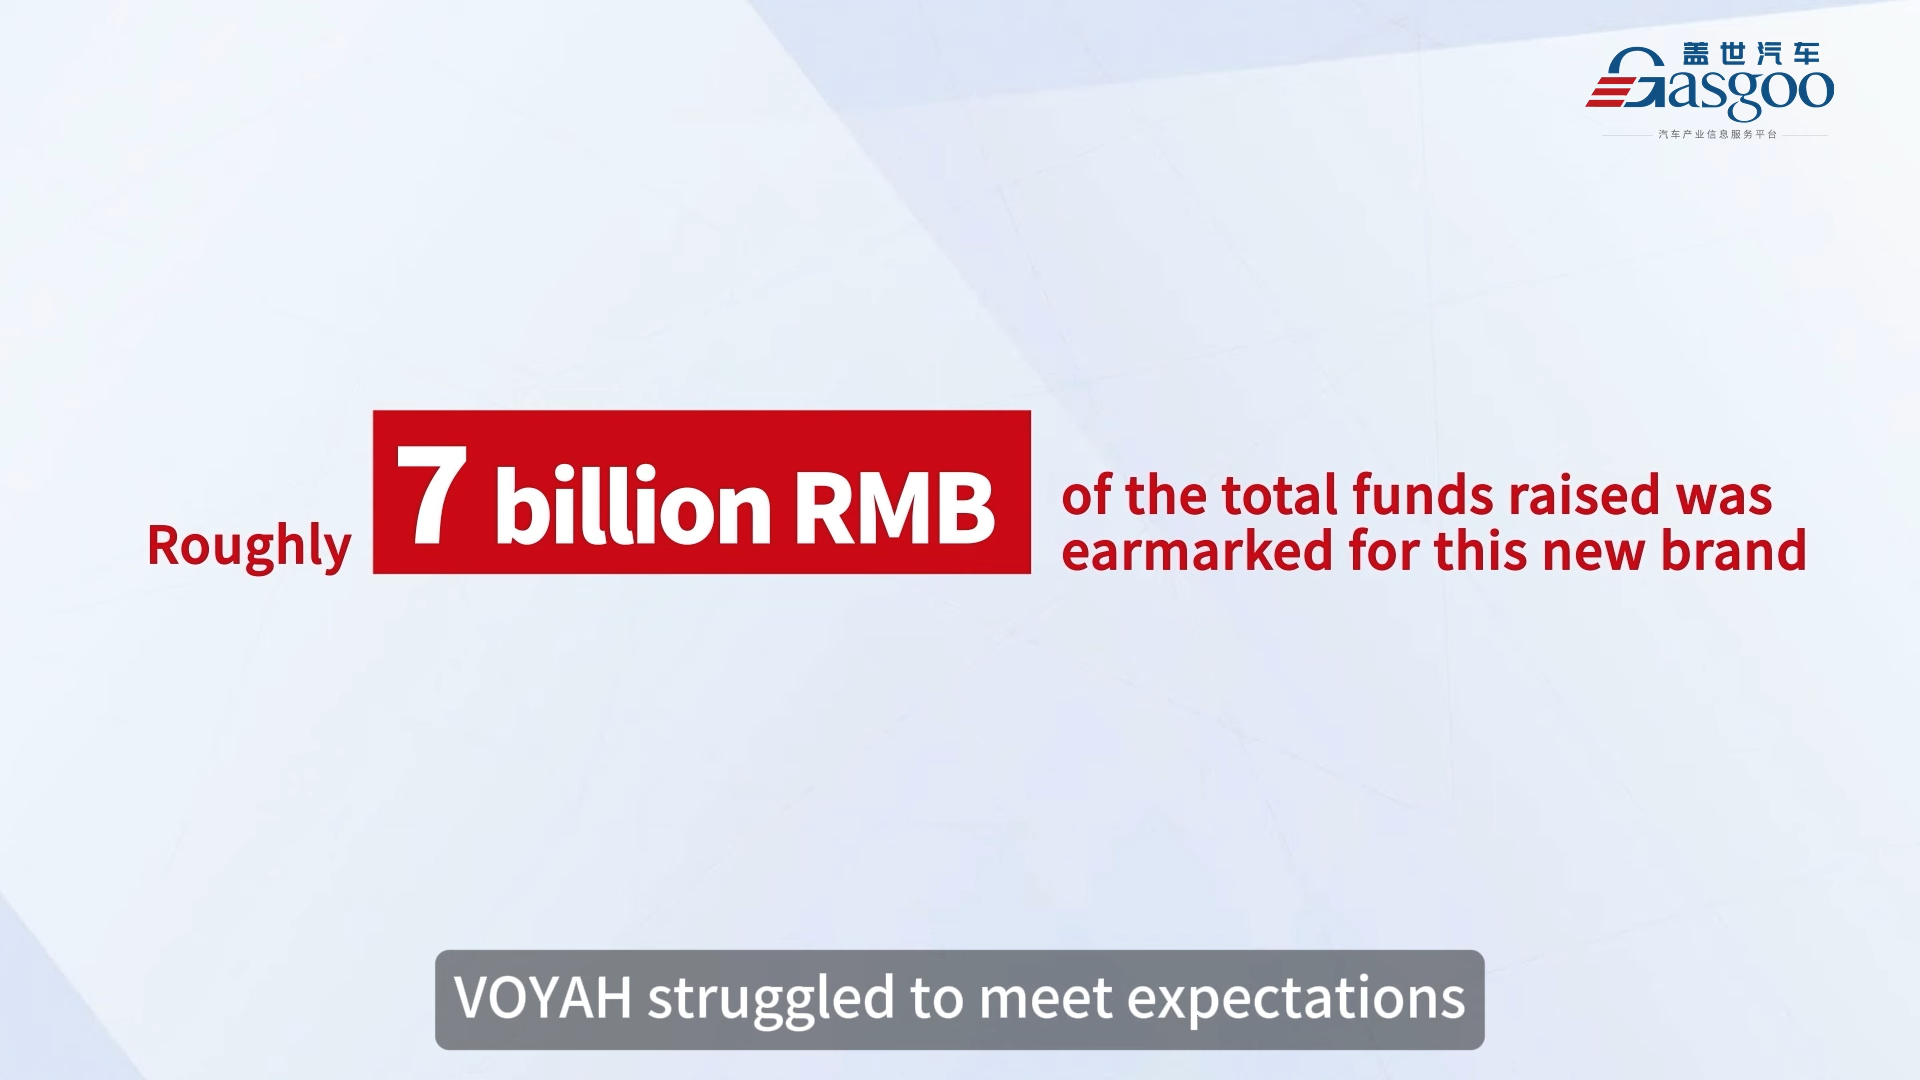 盖世汽车
Gasgoo
汽车产业信息服务平台
Roughly 7 billion RMB of the total funds raised was
earmarked for this new brand
VOYAH struggled to meet expectations